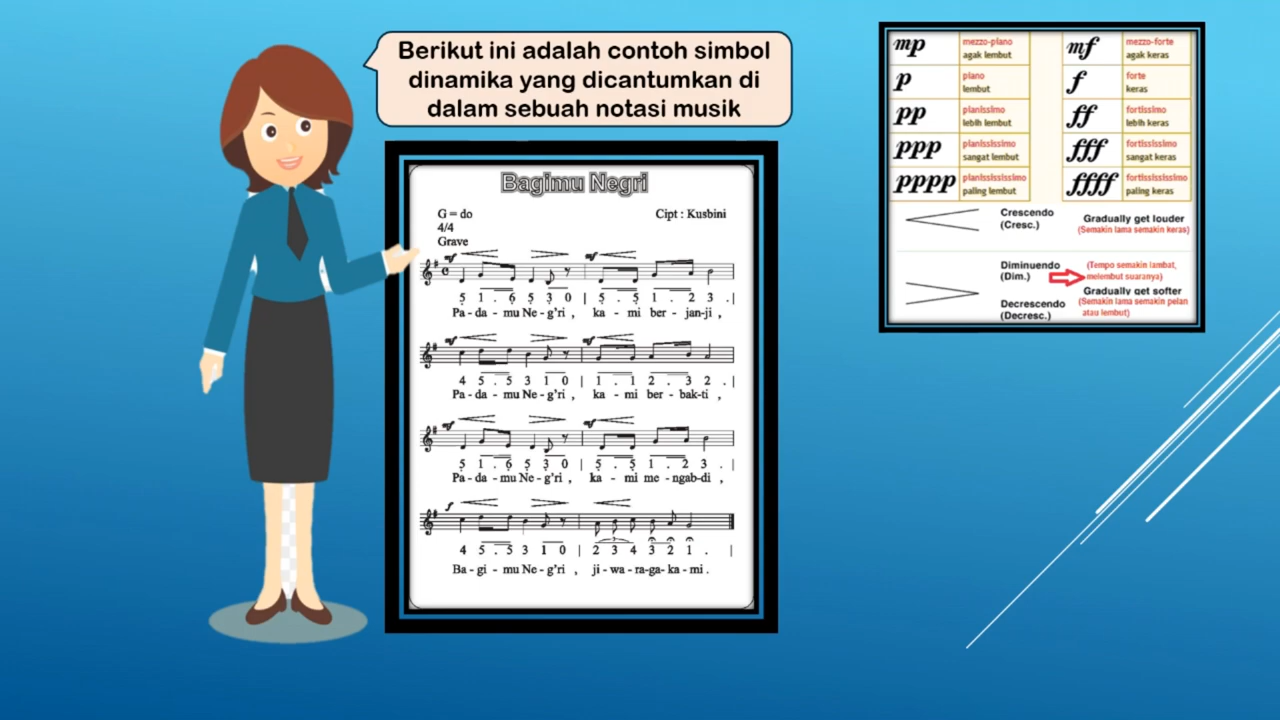 Berikut ini adalah contoh simbol
dinamika yang dicantumkan di
dalam sebuah notasi musik
Bagimu Negri
G = do
Cipt : Kusbini
4/4
Grave
mf mf
5 1 . 6 5 3 0 | 5 . 5 1 . 2 3 . |
Pa - da - mu Ne - g'ri , ka - mi ber - jan-ji ,
mf mf
4 5 . 5 3 1 0 | 1 . 1 2 . 3 2 . |
Pa - da - mu Ne - g'ri , ka - mi ber - bak-ti ,
mf mf
5 1 . 6 5 3 0 | 5 . 5 1 . 2 3 . |
Pa - da - mu Ne - g'ri , ka - mi me - ngab-di ,
f
3
4 5 . 5 3 1 0 | 2 3 4 3 2 1 . |
Ba - gi - mu Ne - g'ri , ji - wa - ra-ga- ka - mi .
mp mezzo-piano mf mezzo-forte
agak lembut agak keras
p piano f forte
lembut keras
pp pianissimo ff fortissimo
lebih lembut lebih keras
ppp pianississimo fff fortississimo
sangat lembut sangat keras
pppp pianissississimo ffff fortissississimo
paling lembut paling keras
Crescendo Gradually get louder
(Cresc.) (Semakin lama semakin keras)
Diminuendo (Tempo semakin lambat,
(Dim.) melembut suaranya)
Gradually get softer
Decrescendo (Semakin lama semakin pelan
(Decresc.) atau lembut)